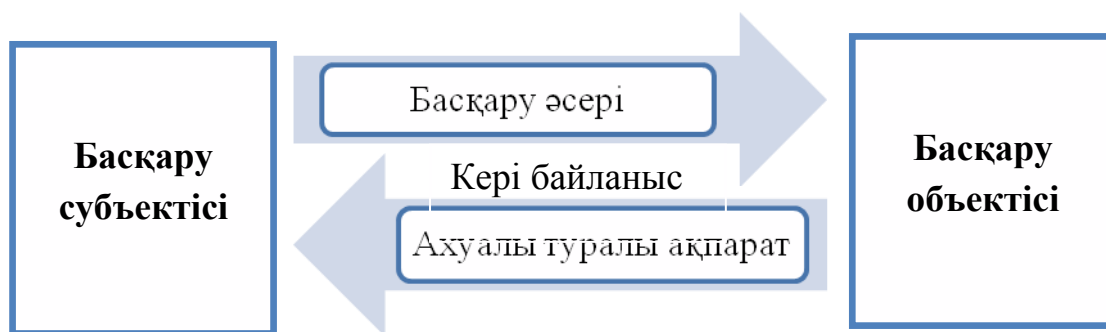 Басқару
субъектісі
Басқару әсері
Кері байланыс
Ахуалы туралы ақпарат
Басқару
объектісі